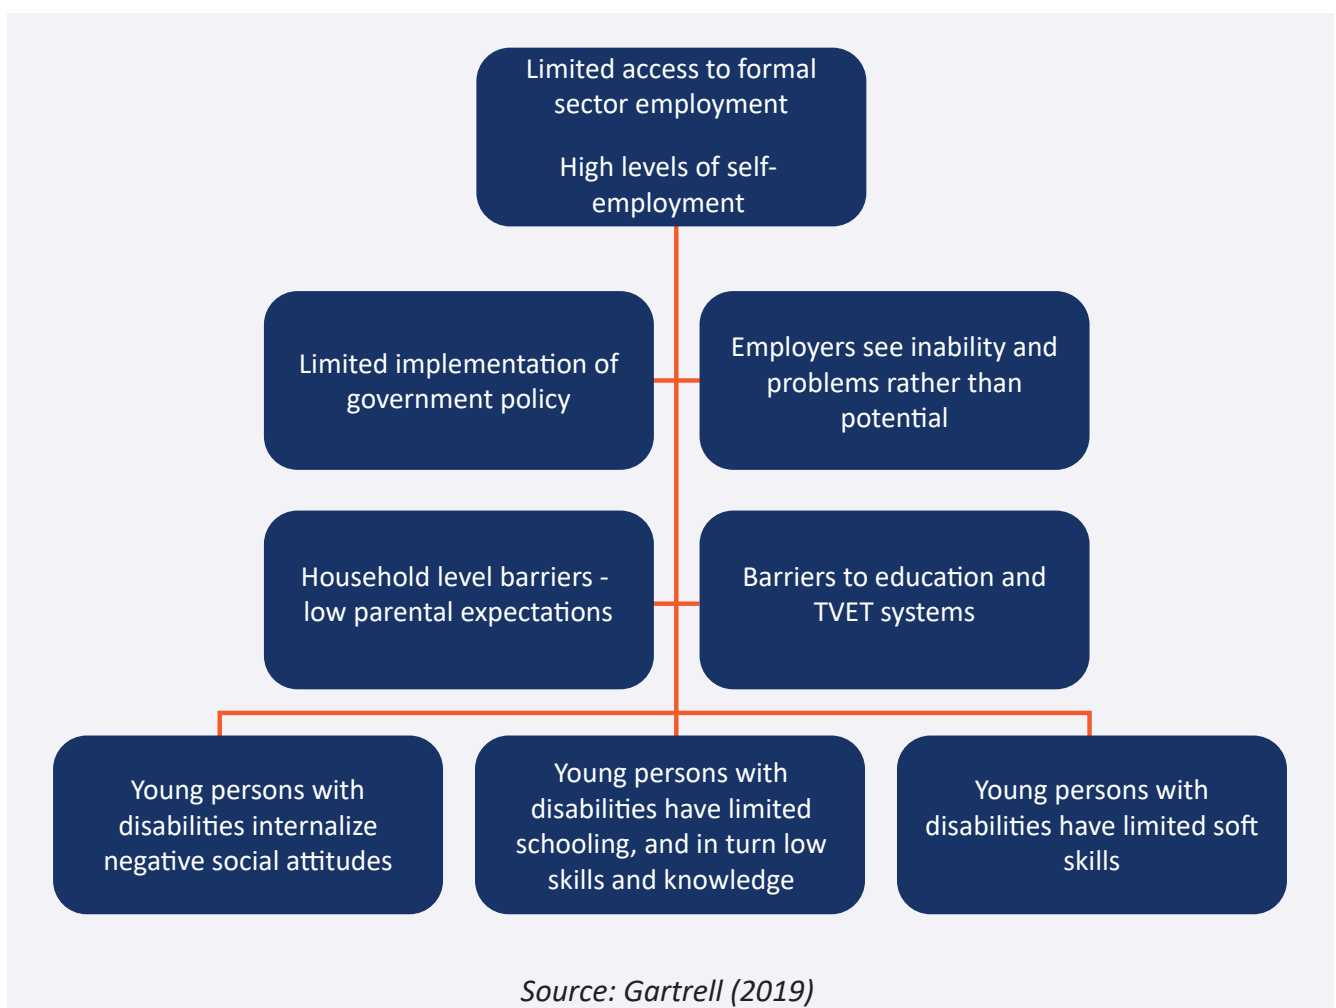 Limited access to formal
sector employment
High levels of self-
employment
Limited implementation of
government policy
Employers see inability and
problems rather than
potential
Household level barriers -
low parental expectations
Barriers to education and
TVET systems
Young persons with
disabilities internalize
negative social attitudes
Young persons with
disabilities have limited
schooling, and in turn low
skills and knowledge
Young persons with
disabilities have limited soft
skills
Source: Gartrell (2019)